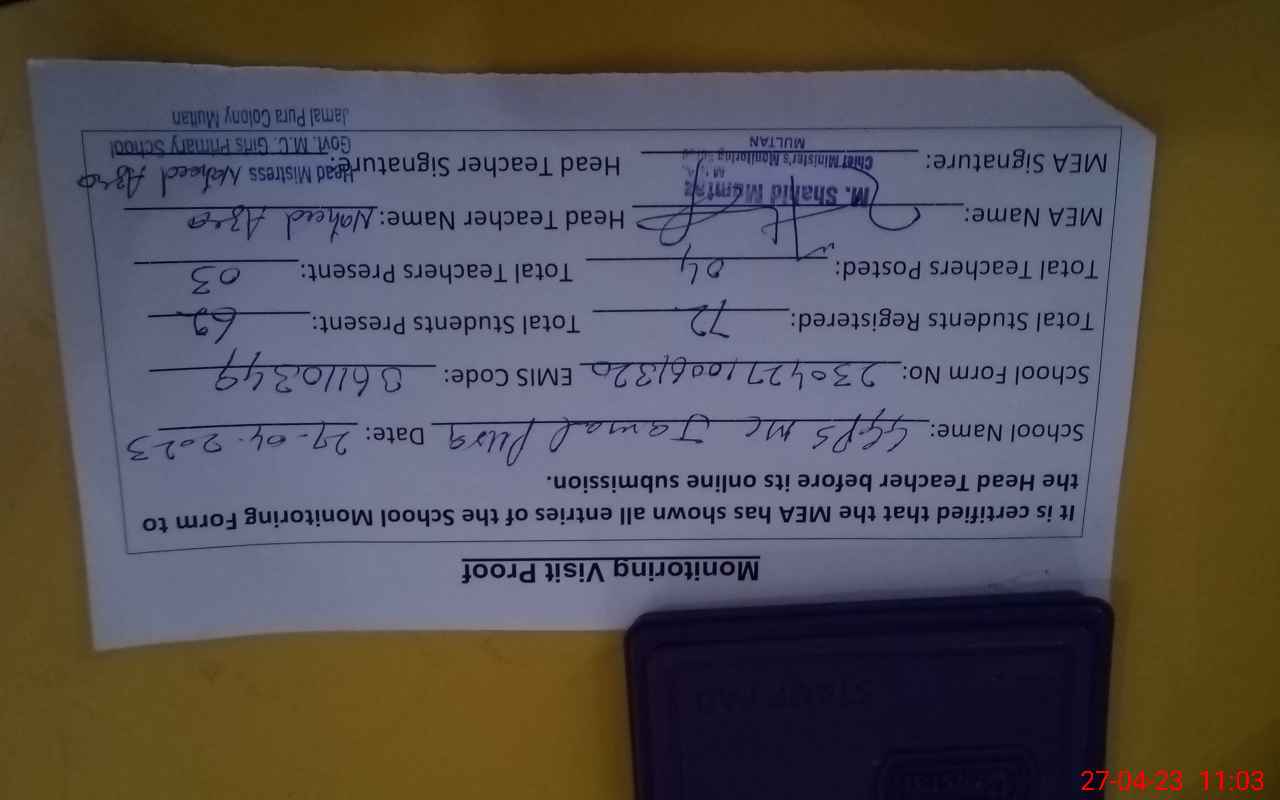 Monitoring Visit Proof
It is certified that the MEA has shown all entries of the School Monitoring Form to
the Head Teacher before its online submission.
School Name: GGPS MC Jamal Pura Date: 27-04-2023
School Form No: EMIS Code: 36110349
Total Students Registered: 72 Total Students Present: 69
Total Teachers Posted: 04 Total Teachers Present: 03
MEA Name: M. Shahid Mumtaz Head Teacher Name: Naheed
MEA Signature: Chief Minister's Monitoring Head Teacher Signature: Naheed
MULTAN
Head Mistress
Govt. M.C. Girls Primary School
Jamal Pura Colony Multan
STAMP PAD
27-04-23 11:03